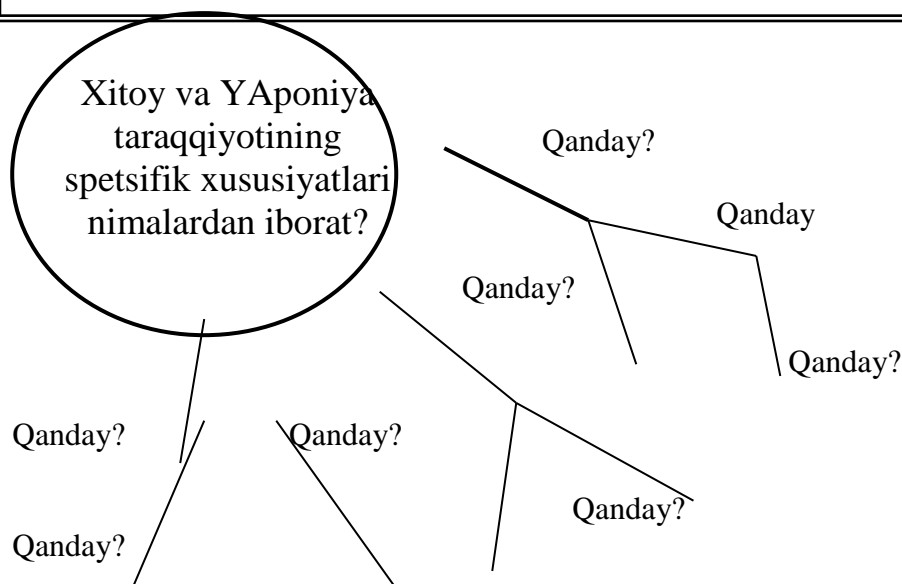 Xitoy va YAponiya
taraqqiyotining
spetsifik xususiyatlari
nimalardan iborat?
Qanday?
Qanday
Qanday?
Qanday?
Qanday?
Qanday?
Qanday?
Qanday?